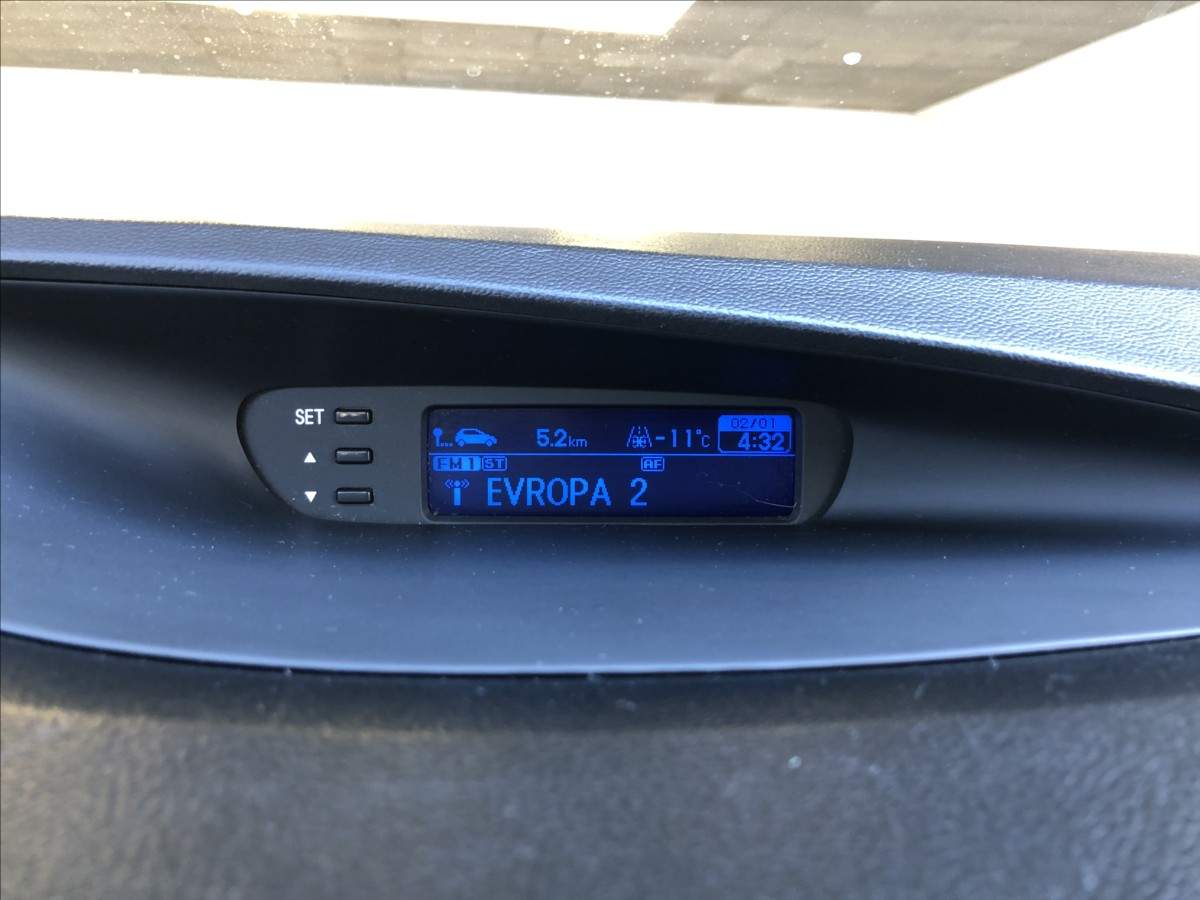 SET
5.2km
-11°C
02/01
4:32
FM1 ST AF
EVROPA 2